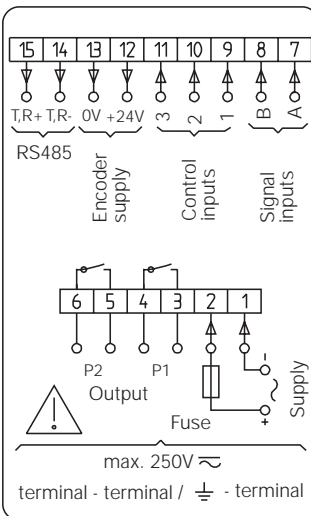 15 14 13 12 11 10 9 8 7
T,R+ T,R- 0V +24V 3 2 1 B A
RS485
Encoder
supply
Control
inputs
Signal
inputs
6 5 4 3 2 1
P2 P1
Output
Fuse
-
~
+
Supply
max. 250V ⎓
terminal - terminal / ⏚ - terminal